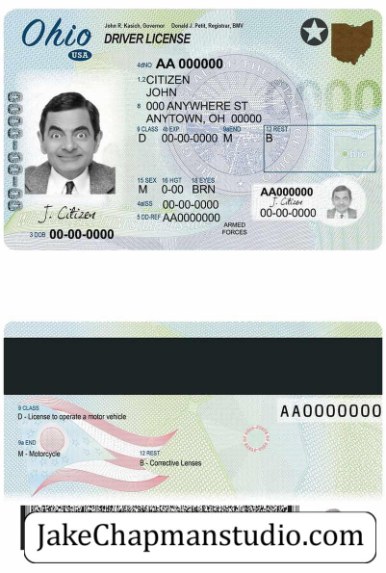 Ohio
USA
John R. Kasich, Governor Donald J. Petit, Registrar, BMV
DRIVER LICENSE
4dNO AA 000000
1,2 CITIZEN
JOHN
8 000 ANYWHERE ST
ANYTOWN, OH 00000
9 CLASS 4b EXP 9aEND 12 REST
D 00-00-0000 M B
15 SEX 16 HGT 18 EYES
M 0-00 BRN
4aISS 00-00-0000
5 DD REF AA0000000
ARMED
FORCES
AA000000
J. Citizen
00-00-0000
0000
J. Citizen
3 DOB 00-00-0000
9 CLASS
D - License to operate a motor vehicle
AA0000000
9a END
M - Motorcycle
12 REST
B - Corrective Lenses
JakeChapmanstudio.com